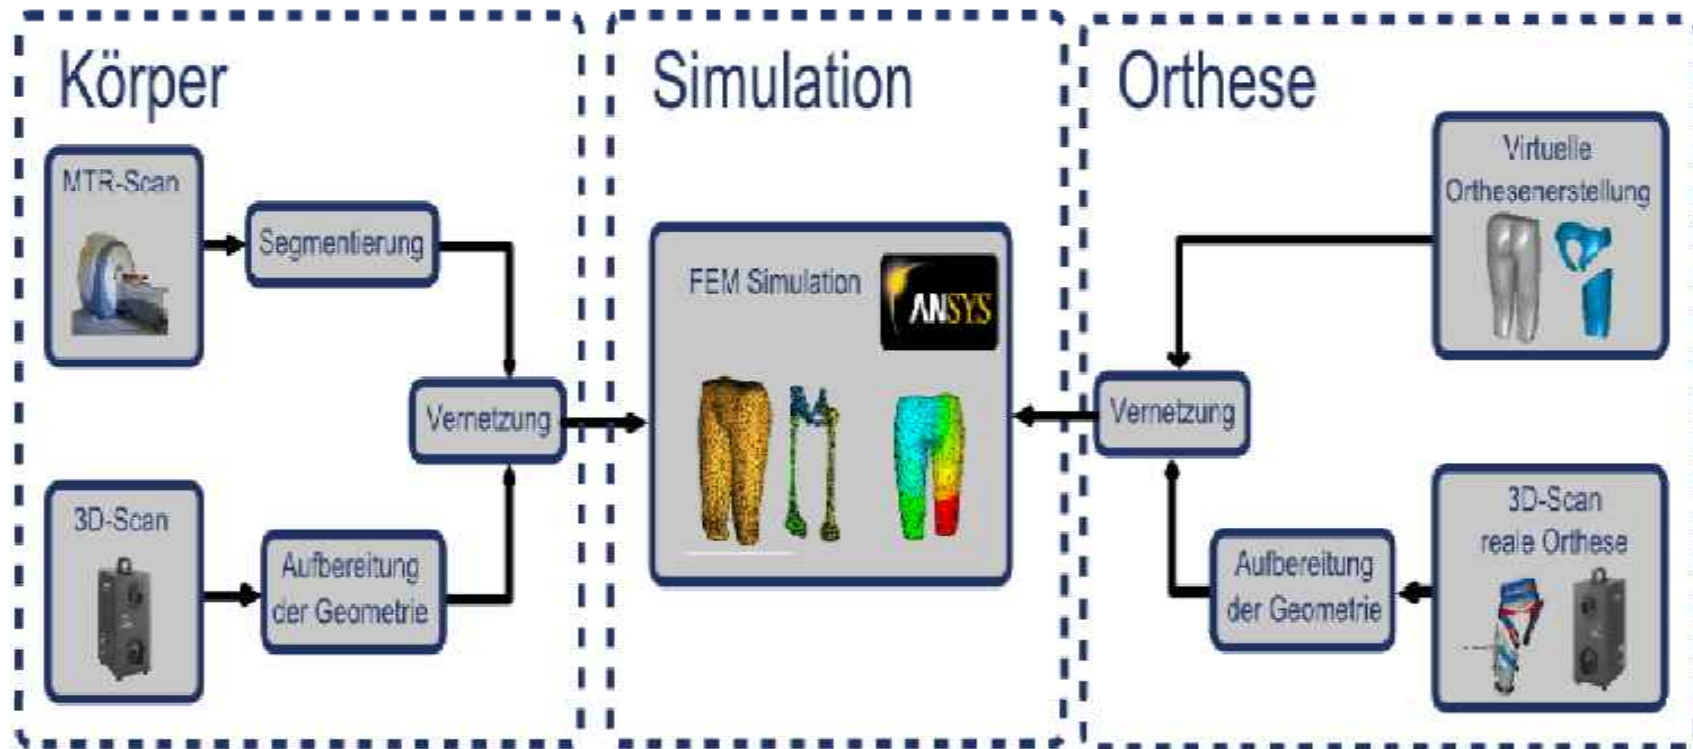 Körper
MTR-Scan
Segmentierung
Vernetzung
3D-Scan
Aufbereitung
der Geometrie
Simulation
FEM Simulation
ANSYS
Orthese
Virtuelle
Orthesenerstellung
Vernetzung
3D-Scan
reale Orthese
Aufbereitung
der Geometrie